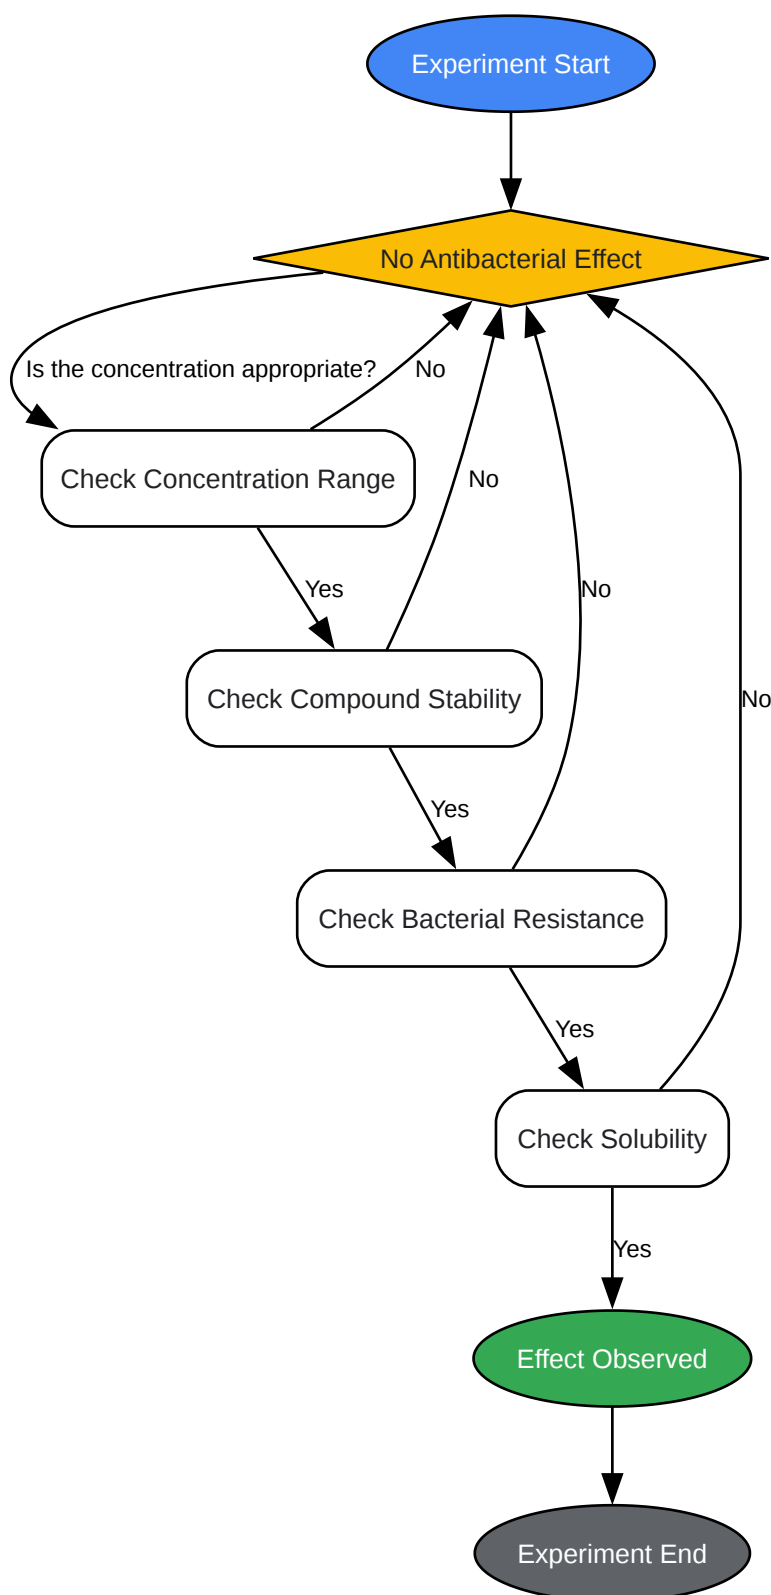 Experiment Start
No Antibacterial Effect
Is the concentration appropriate?
No
Check Concentration Range
No
Yes
No
Check Compound Stability
No
Yes
Check Bacterial Resistance
Yes
Check Solubility
Yes
Effect Observed
Experiment End